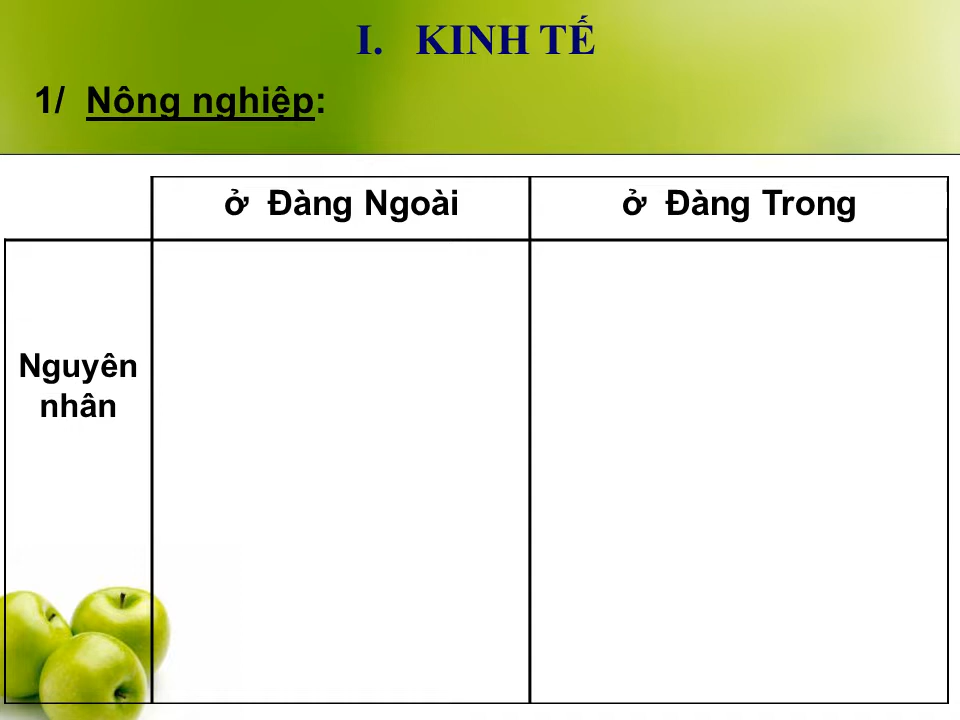 I. KINH TẾ
1/ Nông nghiệp:
ở Đàng Ngoài
ở Đàng Trong
Nguyên
nhân